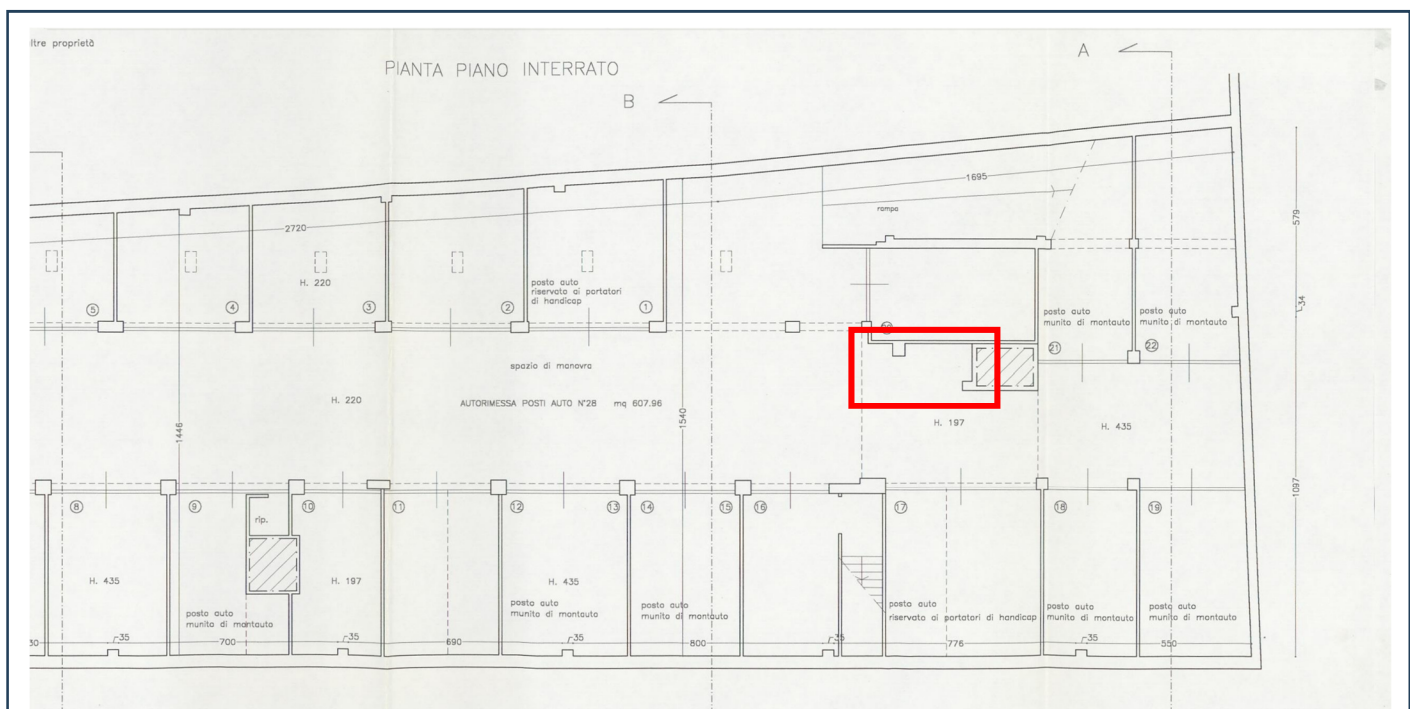 ltre proprietà
PIANTA PIANO INTERRATO
A
B
1695
rampa
579
2720
H. 220
posto auto
riservato ai portatori
di handicap
5
4
3
2
1
34
posto auto
munito di montauto
posto auto
munito di montauto
20
21
22
spazio di manovra
H. 220
AUTORIMESSA POSTI AUTO N°28 mq 607.96
1446
1540
H. 197
H. 435
1097
8
9
10
11
12
13
14
15
16
17
18
19
rip.
H. 435
H. 197
H. 435
posto auto
munito di montauto
posto auto
munito di montauto
posto auto
munito di montauto
posto auto
riservato ai portatori di handicap
posto auto
munito di montauto
posto auto
munito di montauto
30
700
35
35
690
35
800
35
776
35
550